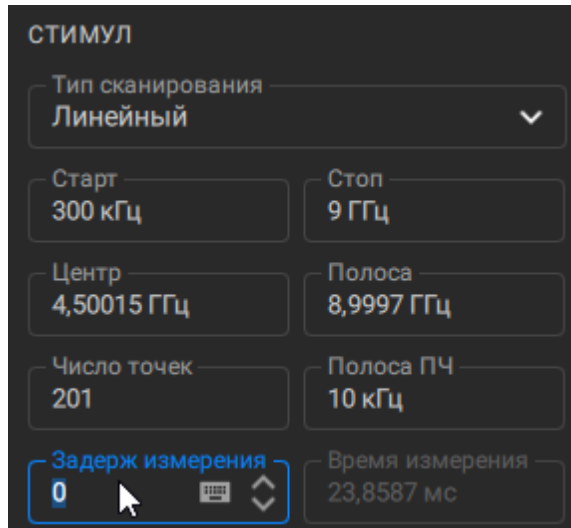 СТИМУЛ
Тип сканирования
Линейный
Старт
300 кГц
Стоп
9 ГГц
Центр
4,50015 ГГц
Полоса
8,9997 ГГц
Число точек
201
Полоса ПЧ
10 кГц
Задерж измерения
0
Время измерения
23,8587 мс